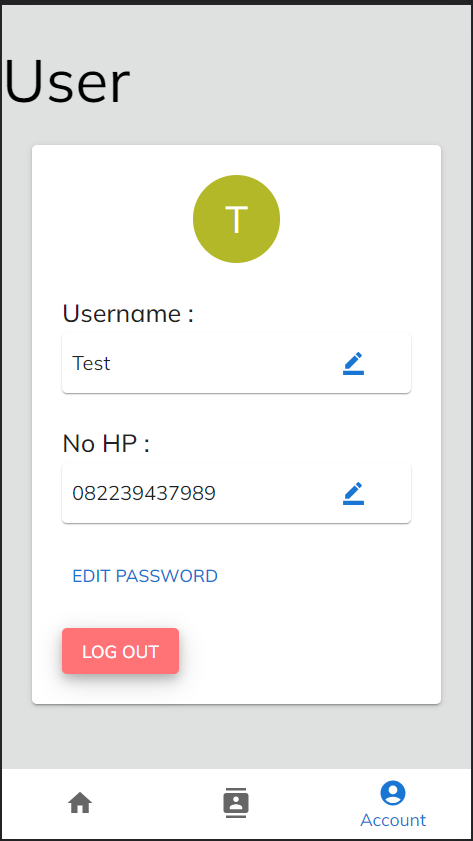 User
T
Username :
Test
No HP :
082239437989
EDIT PASSWORD
LOG OUT
Account